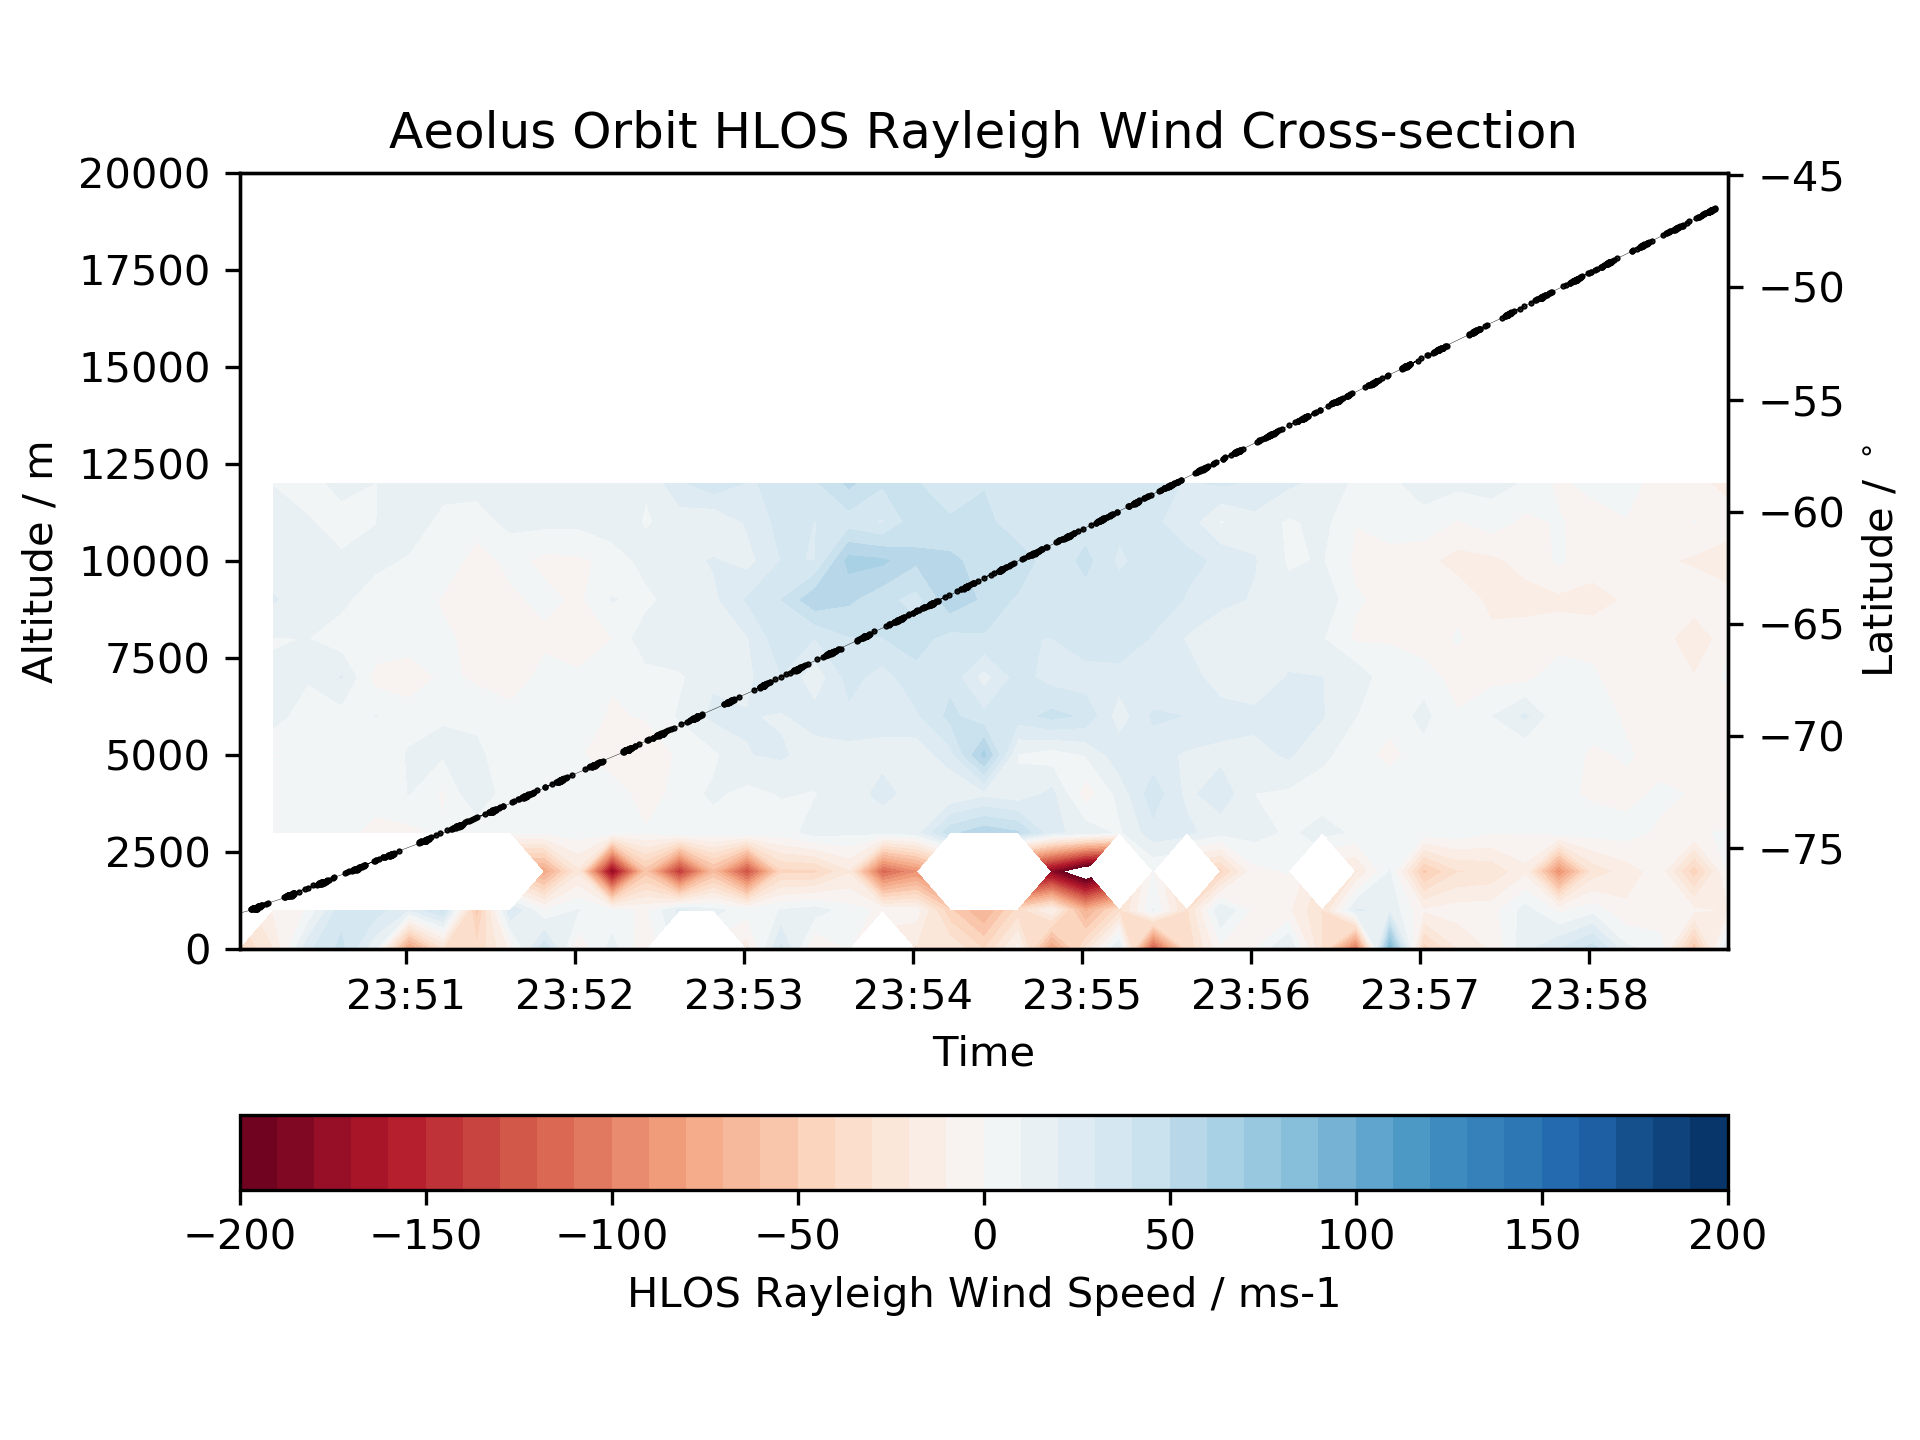 Aeolus Orbit HLOS Rayleigh Wind Cross-section
20000
17500
15000
12500
10000
7500
5000
2500
0
Altitude / m
−45
−50
−55
−60
−65
−70
−75
Latitude / °
23:51 23:52 23:53 23:54 23:55 23:56 23:57 23:58
Time
−200 −150 −100 −50 0 50 100 150 200
HLOS Rayleigh Wind Speed / ms-1